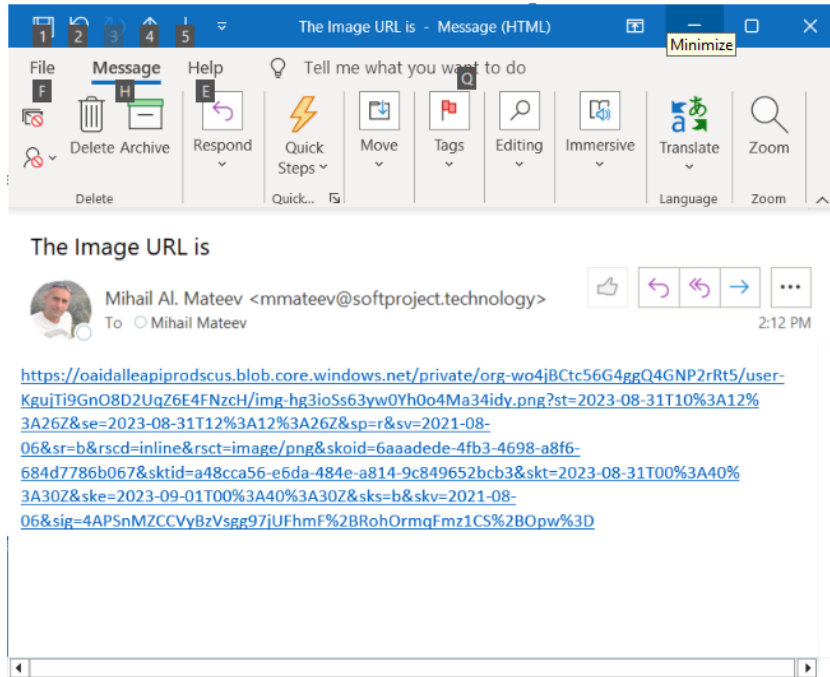 1 2 3 4 5 The Image URL is - Message (HTML)
Minimize
File Message Help Tell me what you want to do
F H E Q
Delete Archive Respond Quick Steps Move Tags Editing Immersive Translate Zoom
Delete Quick... Language Zoom
The Image URL is
Mihail Al. Mateev <mmateev@softproject.technology>
To Mihail Mateev 2:12 PM
https://oaidalleapiprodscus.blob.core.windows.net/private/org-wo4jBCtc56G4ggQ4GNP2rRt5/user-
KgujTi9GnO8D2UqZ6E4FNzcH/img-hg3ioSs63yw0Yh0o4Ma34idy.png?st=2023-08-31T10%3A12%
3A26Z&se=2023-08-31T12%3A12%3A26Z&sp=r&sv=2021-08-
06&sr=b&rscd=inline&rsct=image/png&skoid=6aaadede-4fb3-4698-a8f6-
684d7786b067&sktid=a48cca56-e6da-484e-a814-9c849652bcb3&skt=2023-08-31T00%3A40%
3A30Z&ske=2023-09-01T00%3A40%3A30Z&sks=b&skv=2021-08-
06&sig=4APSnMZCCVyBzVsgg97jUFhmF%2BRohOrmqFmz1CS%2BOpw%3D